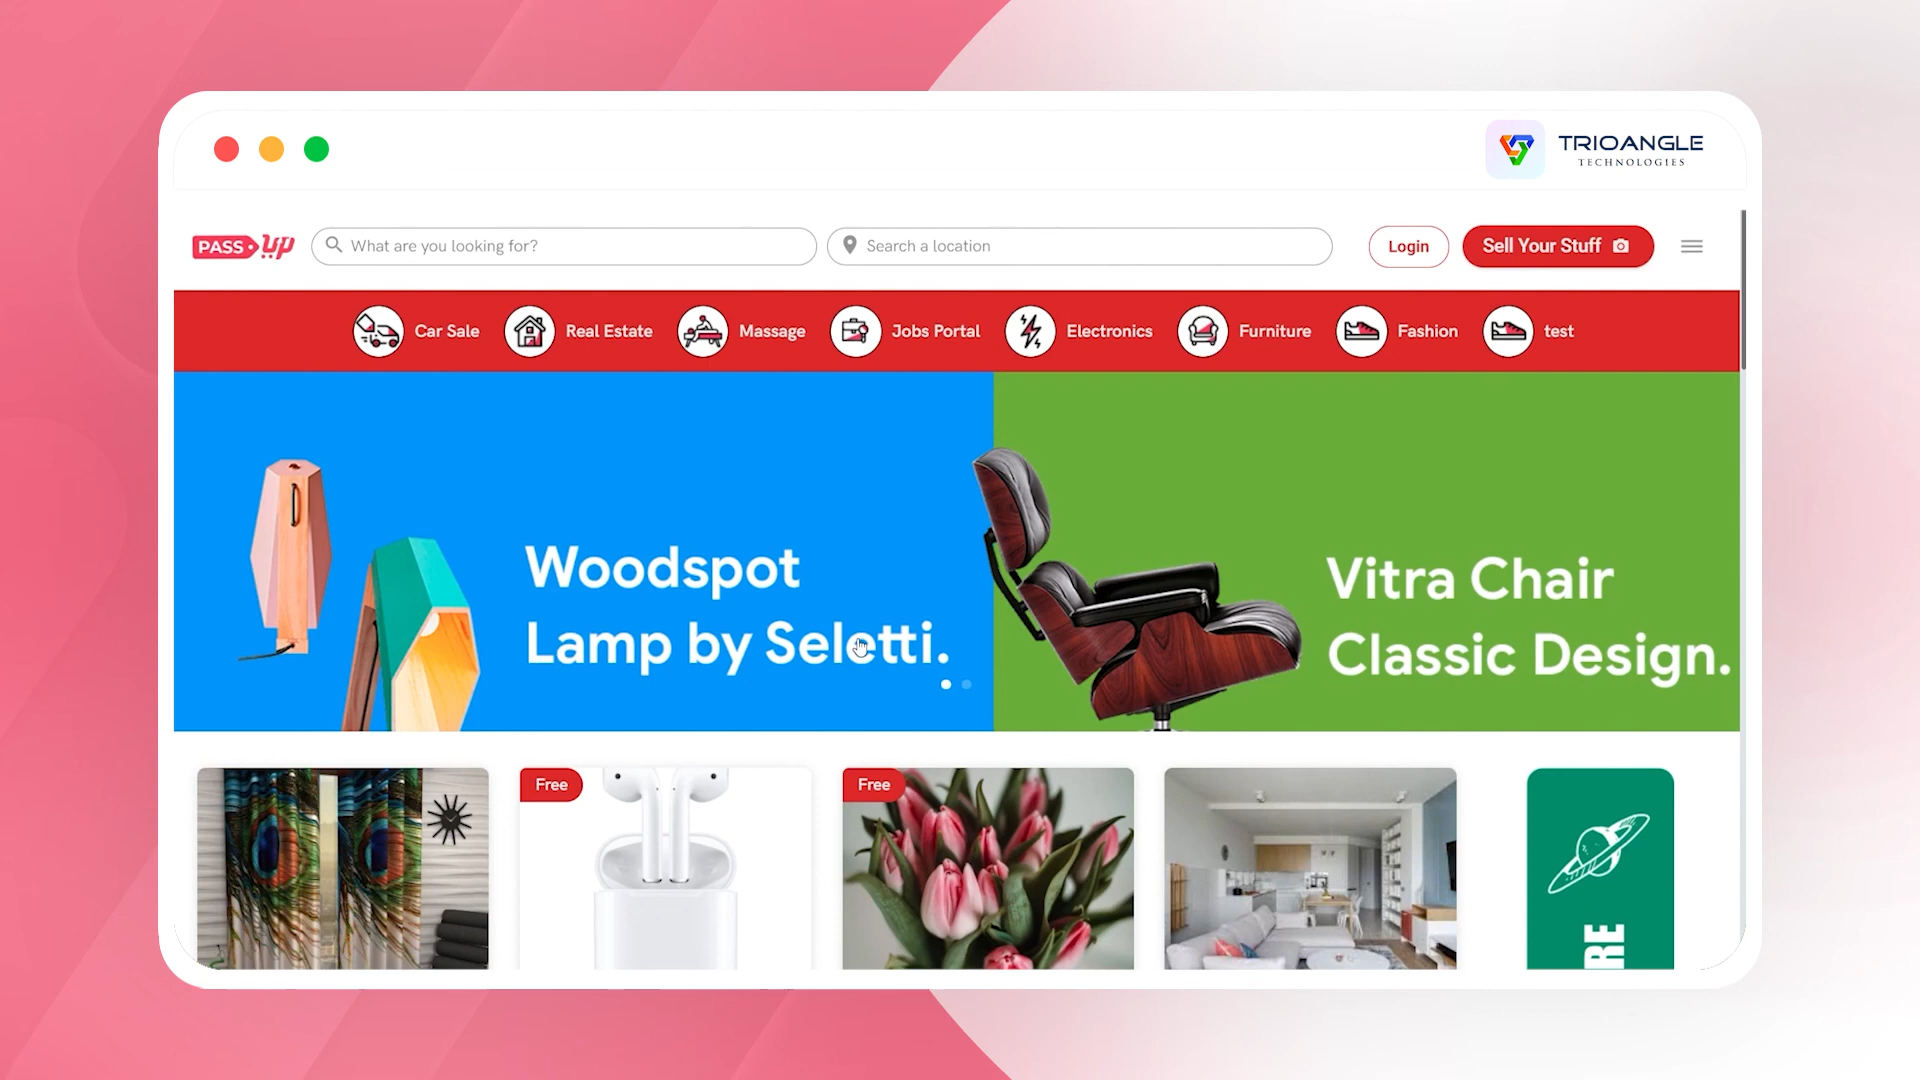 TRIOANGLE
TECHNOLOGIES
PASS UP
What are you looking for?
Search a location
Login
Sell Your Stuff
Car Sale
Real Estate
Massage
Jobs Portal
Electronics
Furniture
Fashion
test
Woodspot
Lamp by Seletti.
Vitra Chair
Classic Design.
Free
Free
RE